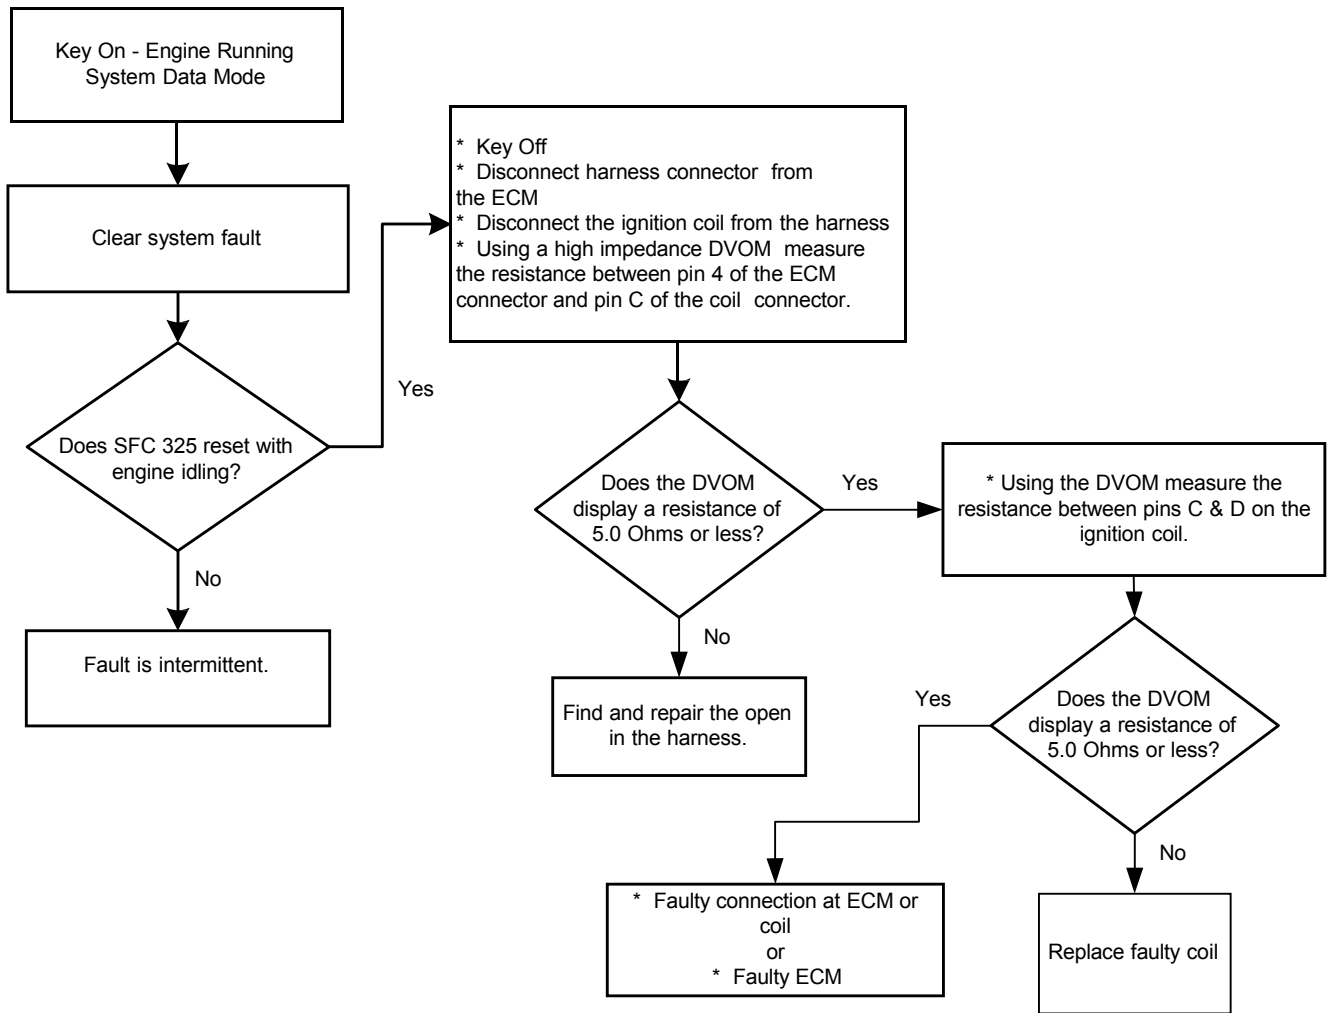 Key On - Engine Running
System Data Mode
Clear system fault
Does SFC 325 reset with
engine idling?
Yes
No
Fault is intermittent.
* Key Off
* Disconnect harness connector from
the ECM
* Disconnect the ignition coil from the harness
* Using a high impedance DVOM measure
the resistance between pin 4 of the ECM
connector and pin C of the coil connector.
Does the DVOM
display a resistance of
5.0 Ohms or less?
Yes
No
Find and repair the open
in the harness.
* Using the DVOM measure the
resistance between pins C & D on the
ignition coil.
Does the DVOM
display a resistance of
5.0 Ohms or less?
Yes
No
* Faulty connection at ECM or
coil
or
* Faulty ECM
Replace faulty coil